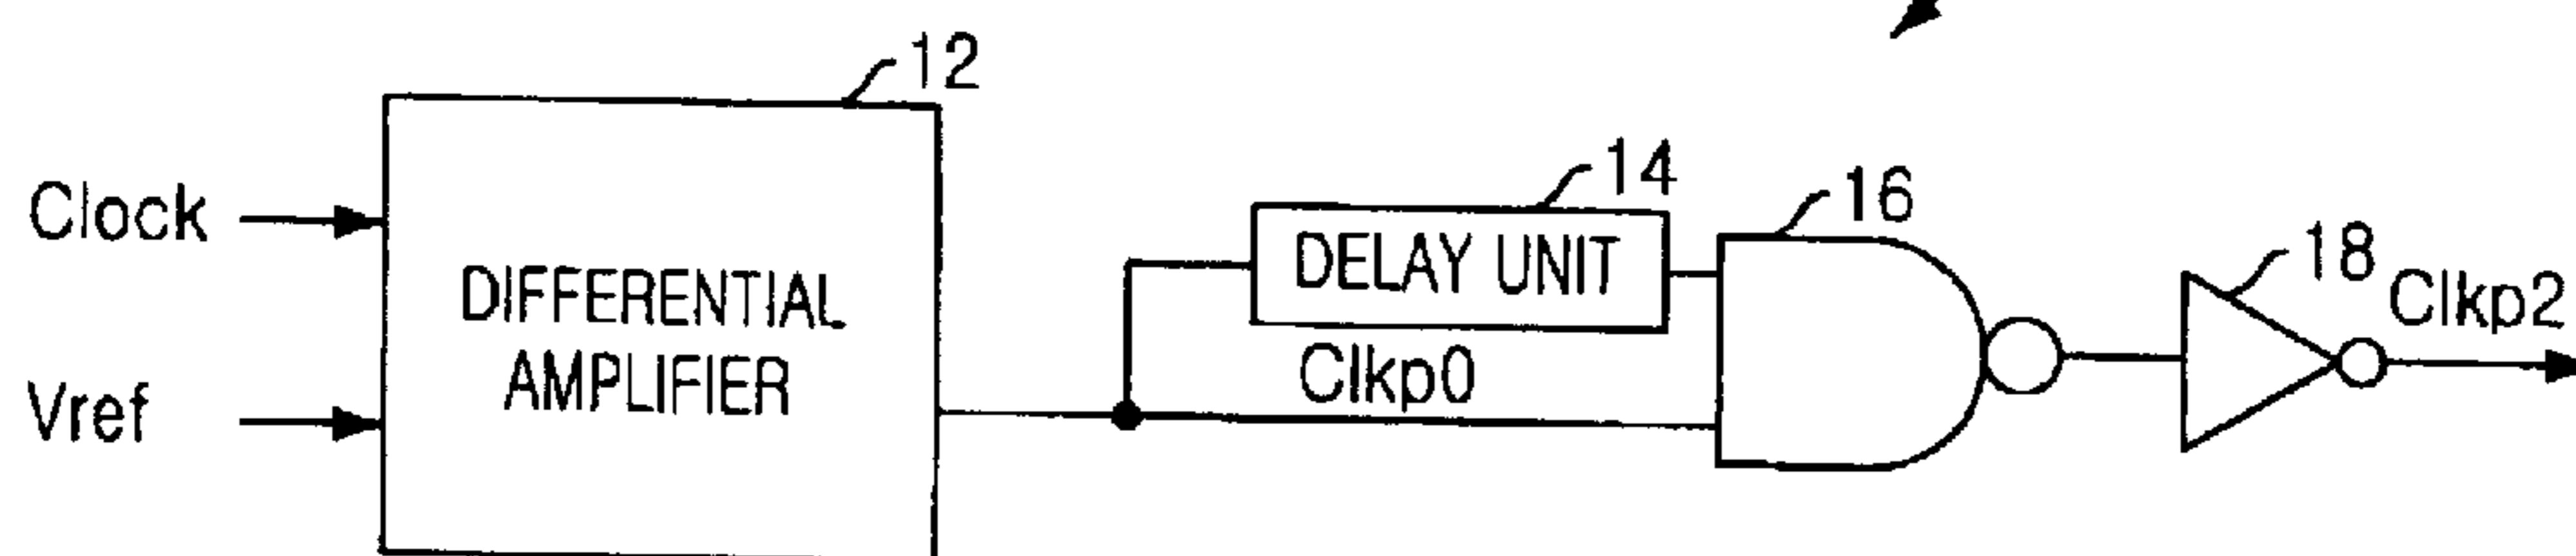 12
14
16
18
Clock
DELAY UNIT
Clkp2
DIFFERENTIAL
AMPLIFIER
Clkp0
Vref